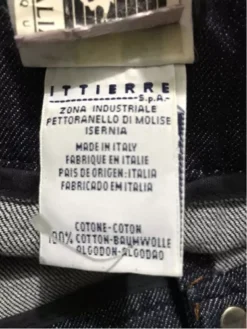 ITTIERRE
S.p.A.
ZONA INDUSTRIALE
PETTORANELLO DI MOLISE
ISERNIA
MADE IN ITALY
FABRIQUE EN ITALIE
PAIS DE ORIGEN: ITALIA
FABRICADO EM ITALIA
COTONE-COTON
100% COTTON-BAUMWOLLE
ALGODON-ALGODAO